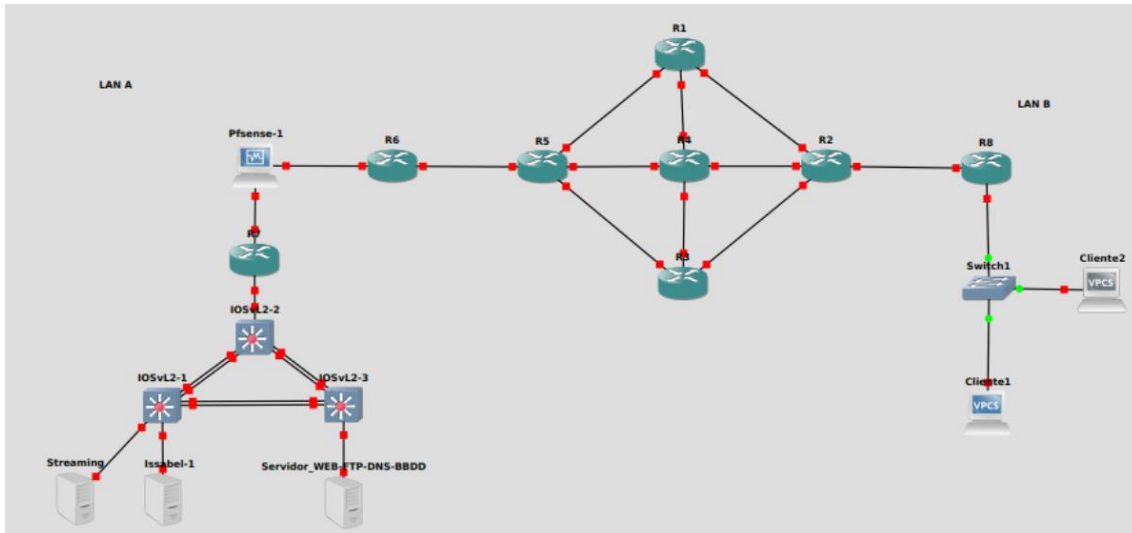 R1
LAN A
LAN B
Pfsense-1
R6
R5
R4
R2
R8
R7
Switch1
Cliente2
VPCS
IOSvL2-2
R3
IOSvL2-1
IOSvL2-3
Cliente1
VPCS
Streaming
Issabel-1
Servidor_WEB-FTP-DNS-BBDD